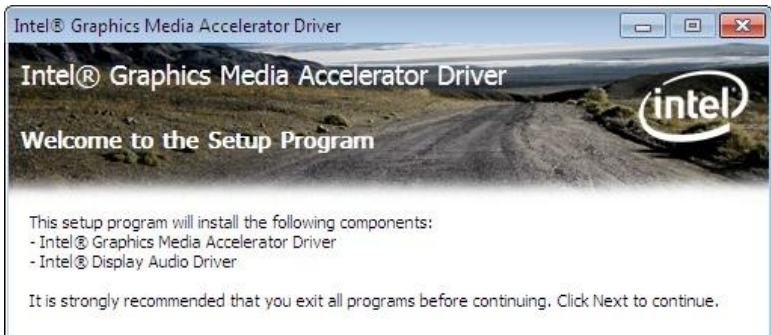 Intel® Graphics Media Accelerator Driver
Intel® Graphics Media Accelerator Driver
intel
Welcome to the Setup Program
This setup program will install the following components:
- Intel® Graphics Media Accelerator Driver
- Intel® Display Audio Driver
It is strongly recommended that you exit all programs before continuing. Click Next to continue.